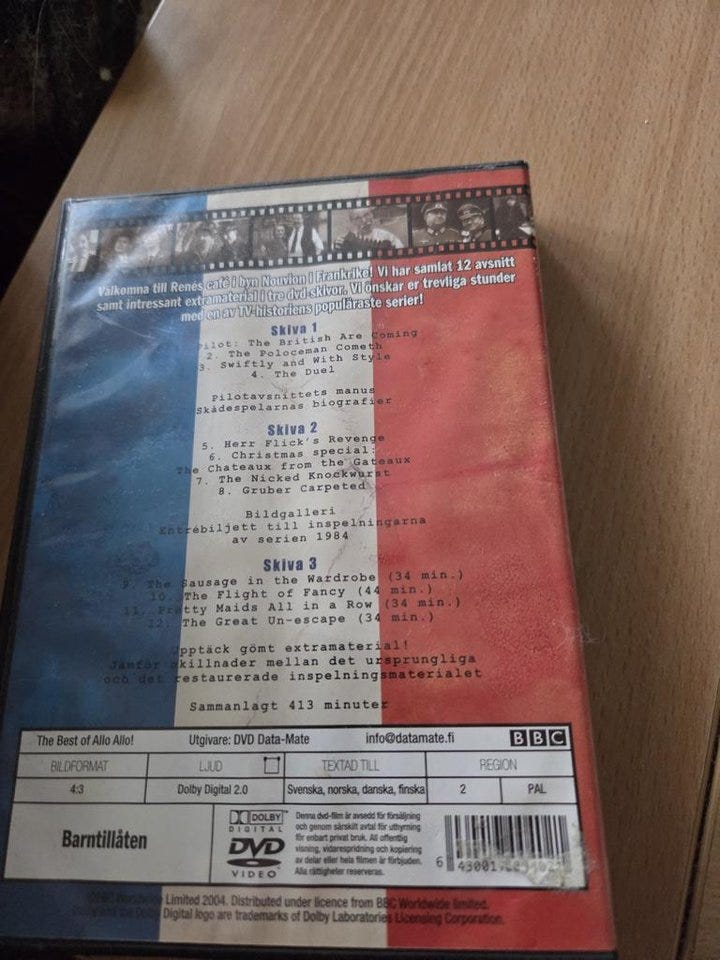 Välkomna till Renés café i byn Nouvion i Frankrike! Vi har samlat 12 avsnitt
samt intressant extramaterial i tre dvd-skivor. Vi önskar er trevliga stunder
med en av TV-historiens populäraste serier!
Skiva 1
Pilot: The British Are Coming
2. The Poloceman Cometh
3. Swiftly and With Style
4. The Duel
Pilotavsnittets manus
Skådespelarnas biografier
Skiva 2
5. Herr Flick's Revenge
6. Christmas special:
The Chateaux from the Gateaux
7. The Nicked Knockwurst
8. Gruber Carpeted
Bildgalleri
Entrébiljett till inspelningarna
av serien 1984
Skiva 3
9. The Sausage in the Wardrobe (34 min.)
10. The Flight of Fancy (44 min.)
11. Pretty Maids All in a Row (34 min.)
12. The Great Un-escape (34 min.)
Upptäck gömt extramaterial!
Jämför skillnader mellan det ursprungliga
och det restaurerade inspelningsmaterialet
Sammanlagt 413 minuter
The Best of Allo Allo! Utgivare: DVD Data-Mate info@datamate.fi BBC
BILDFORMAT LJUD TEXTAD TILL REGION
4:3 Dolby Digital 2.0 Svenska, norska, danska, finska 2 PAL
Barntillåten
DOLBY
DIGITAL
DVD
VIDEO
Denna dvd-film är avsedd för försäljning
och genom särskilt avtal för uthyrning
för enbart privat bruk. All offentlig
visning, vidarespridning och kopiering
av delar eller hela filmen är förbjuden.
Alla rättigheter reserveras.
©BBC Worldwide Limited 2004. Distributed under licence from BBC Worldwide limited.
Dolby and the Dolby Digital logo are trademarks of Dolby Laboratories Licensing Corporation.